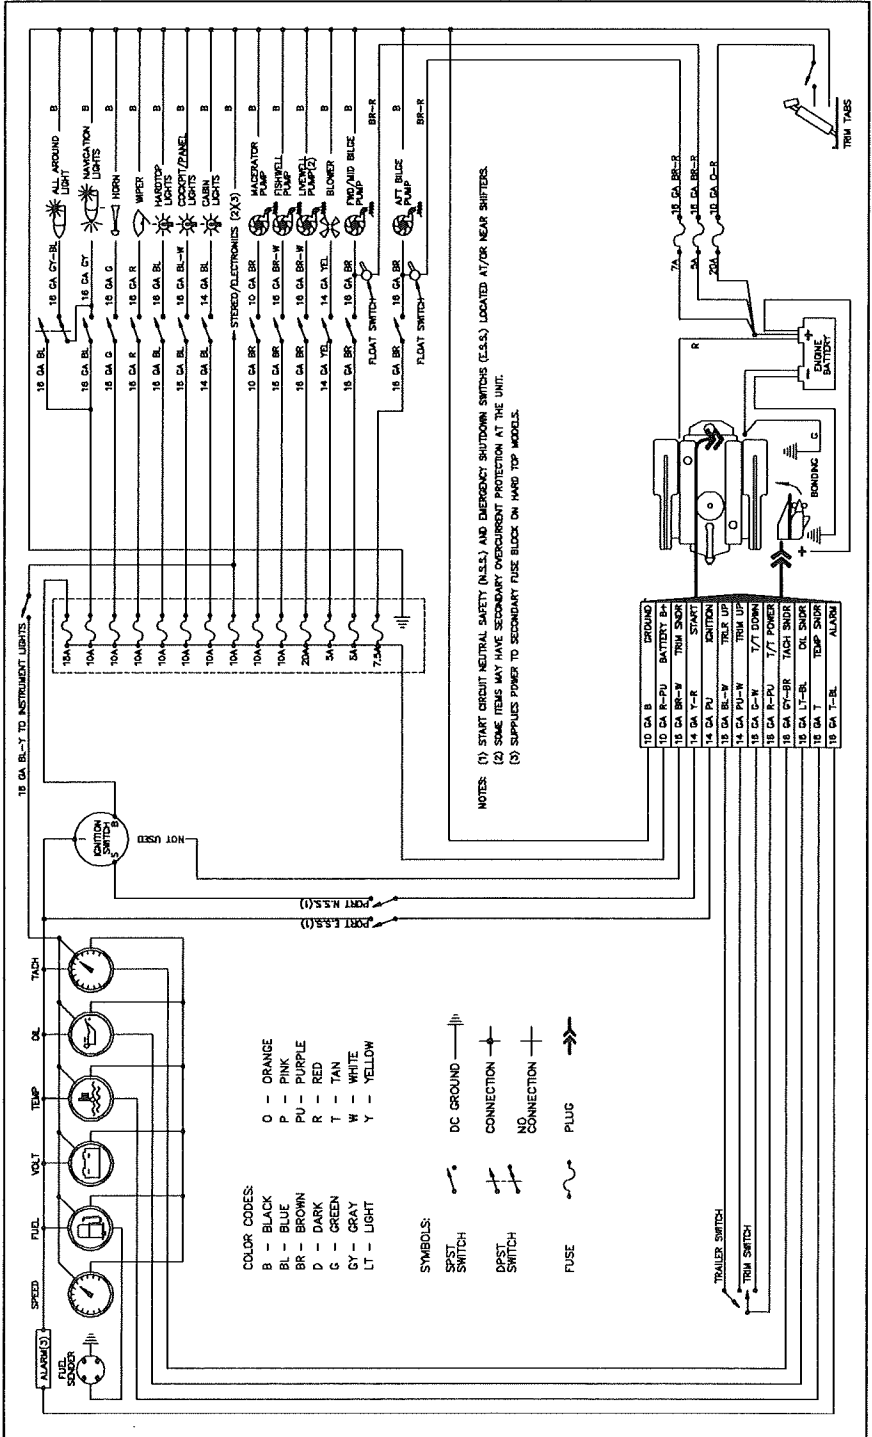 ALL AROUND
LIGHT
NAVIGATION
LIGHTS
HORN
WIPER
HARDTOP
LIGHTS
COCKPIT/PANEL
LIGHTS
CABIN
LIGHTS
STEREO/ELECTRONICS (2)(3)
MACERATOR
PUMP
FISHWELL
PUMP
LIVEWELL
PUMP(2)
BLOWER
FWD/MID BILGE
PUMP
AFT BILGE
PUMP
B
B
B
B
B
B
B
B
B
B
B
B
B
B
BR-R
BR-R
16 GA GY-BL
16 GA GY
16 GA G
16 GA R
16 GA BL
16 GA BL-W
14 GA BL
10 GA BR
16 GA BR-W
16 GA BR-W
14 GA YEL
16 GA BR
16 GA BR
FLOAT SWITCH
FLOAT SWITCH
16 GA BL
16 GA BL
16 GA G
16 GA R
16 GA BL
16 GA BL
14 GA BL
10 GA BR
16 GA BR
16 GA BR
14 GA YEL
16 GA BR
16 GA BR
15A
10A
10A
10A
10A
10A
10A
10A
10A
10A
20A
5A
5A
7.5A
16 GA BL-Y TO INSTRUMENT LIGHTS
IGNITION
SWITCH
I
B
S
NOT USED
PORT N.S.S.(1)
PORT E.S.S.(1)
NOTES: (1) START CIRCUIT NEUTRAL SAFETY (N.S.S.) AND EMERGENCY SHUTDOWN SWITCHS (E.S.S.) LOCATED AT/OR NEAR SHIFTERS.
(2) SOME ITEMS MAY HAVE SECONDARY OVERCURRENT PROTECTION AT THE UNIT.
(3) SUPPLIES POWER TO SECONDARY FUSE BLOCK ON HARD TOP MODELS.
7A
16 GA BR-R
5A
16 GA BR-R
20A
10 GA O-R
TRIM TABS
R
+
-
ENGINE
BATTERY
G
BONDING
+
10 GA B GROUND
10 GA R-PU BATTERY B+
16 GA BR-W TRIM SNDR
14 GA Y-R START
14 GA PU IGNITION
16 GA BL-W TRLR UP
14 GA PU-W TRIM UP
16 GA G-W T/T DOWN
16 GA R-PU T/T POWER
16 GA GY-BR TACH SNDR
16 GA LT-BL OIL SNDR
16 GA T TEMP SNDR
16 GA T-BL ALARM
ALARM(3)
FUEL
SENDER
SPEED
FUEL
VOLT
TEMP
OIL
TACH
COLOR CODES:
B - BLACK
BL - BLUE
BR - BROWN
D - DARK
G - GREEN
GY - GRAY
LT - LIGHT
O - ORANGE
P - PINK
PU - PURPLE
R - RED
T - TAN
W - WHITE
Y - YELLOW
SYMBOLS:
SPST
SWITCH
DPST
SWITCH
FUSE
DC GROUND
CONNECTION
NO
CONNECTION
PLUG
TRAILER SWITCH
TRIM SWITCH